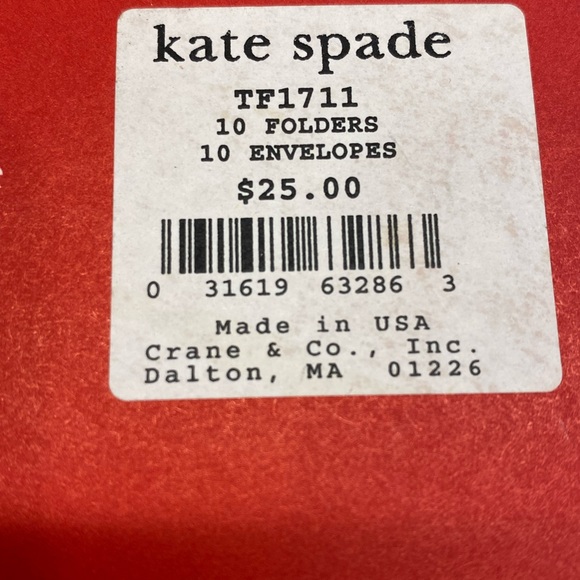 kate spade
TF1711
10 FOLDERS
10 ENVELOPES
$25.00
0 31619 63286 3
Made in USA
Crane & Co., Inc.
Dalton, MA 01226